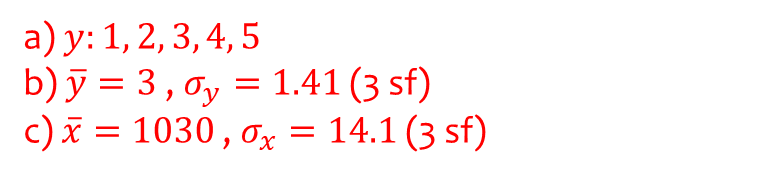 a) y: 1, 2, 3, 4, 5
b) ȳ = 3 , σ_y = 1.41 (3 sf)
c) x̄ = 1030 , σ_x = 14.1 (3 sf)